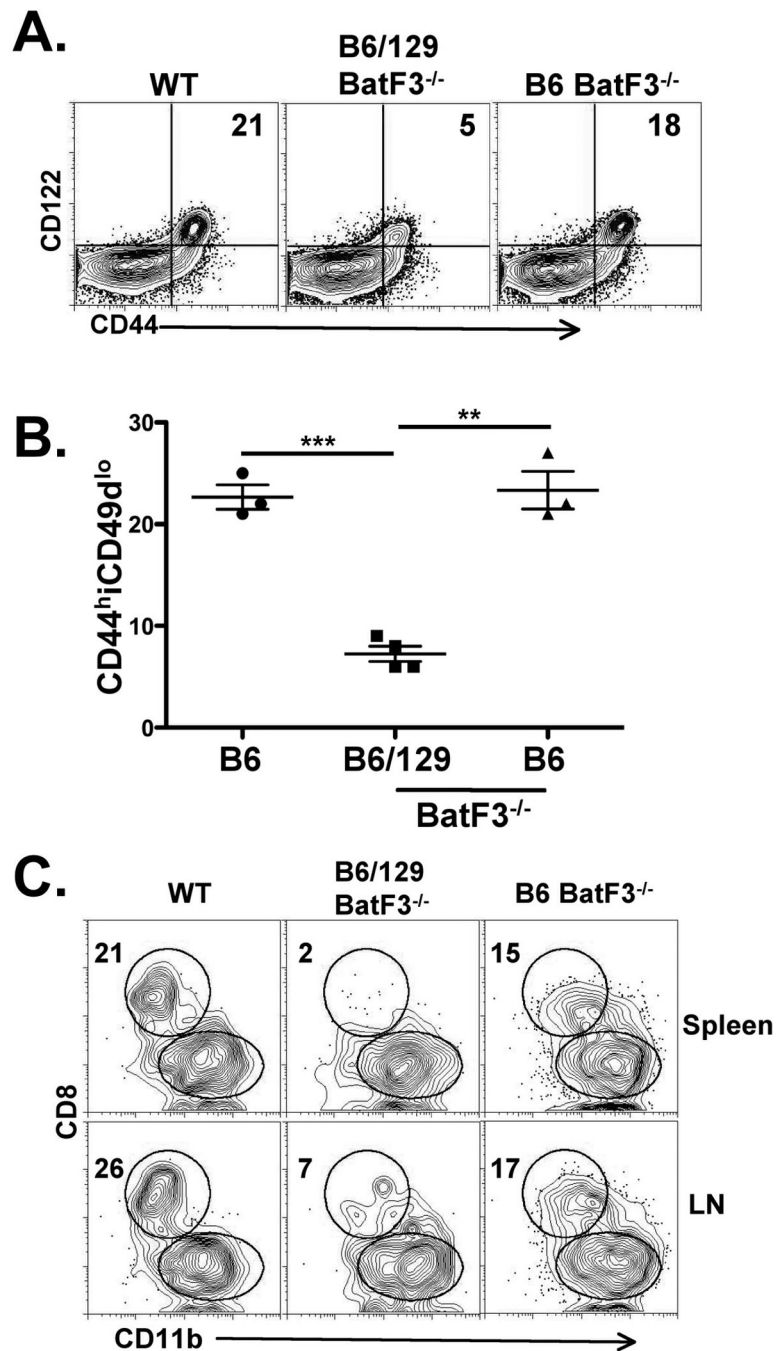 A.
WT
B6/129
BatF3-/-
B6 BatF3-/-
21
5
18
CD122
CD44
B.
CD44hiCD49dlo
30
20
10
0
***
**
B6
B6/129
B6
BatF3-/-
C.
WT
B6/129
BatF3-/-
B6 BatF3-/-
21
2
15
Spleen
CD8
26
7
17
LN
CD11b